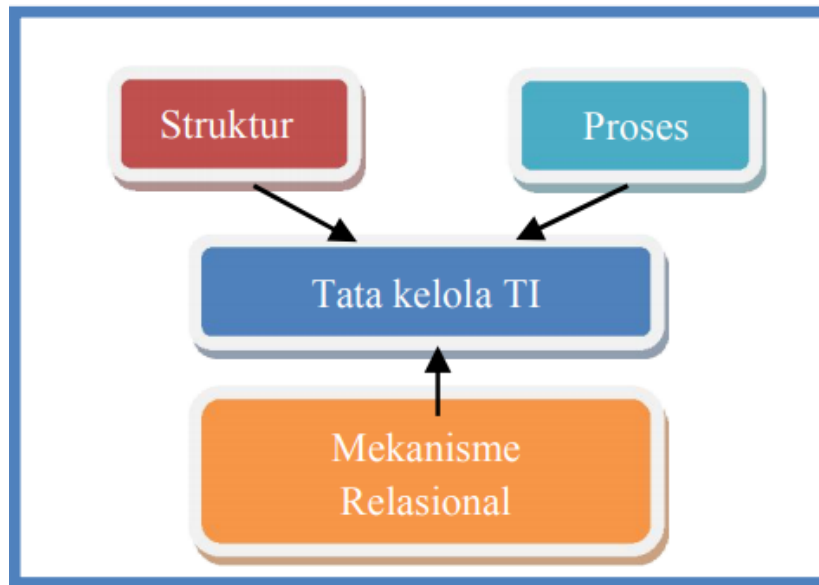 Struktur
Proses
Tata kelola TI
Mekanisme
Relasional